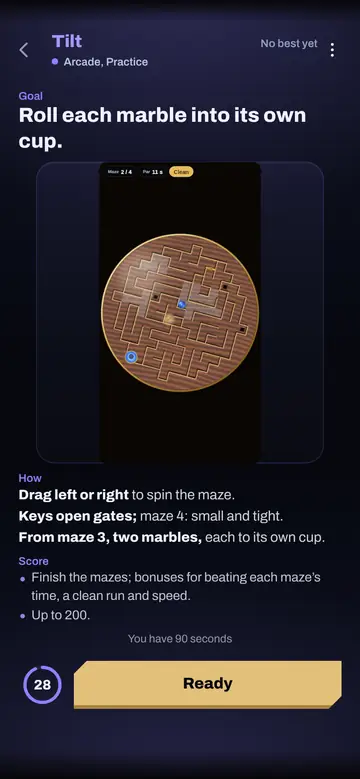 Tilt
No best yet
Arcade, Practice
Goal
Roll each marble into its own
cup.
Maze 2 / 4 Par 11 s Clean
How
Drag left or right to spin the maze.
Keys open gates; maze 4: small and tight.
From maze 3, two marbles, each to its own cup.
Score
Finish the mazes; bonuses for beating each maze's
time, a clean run and speed.
Up to 200.
You have 90 seconds
28
Ready